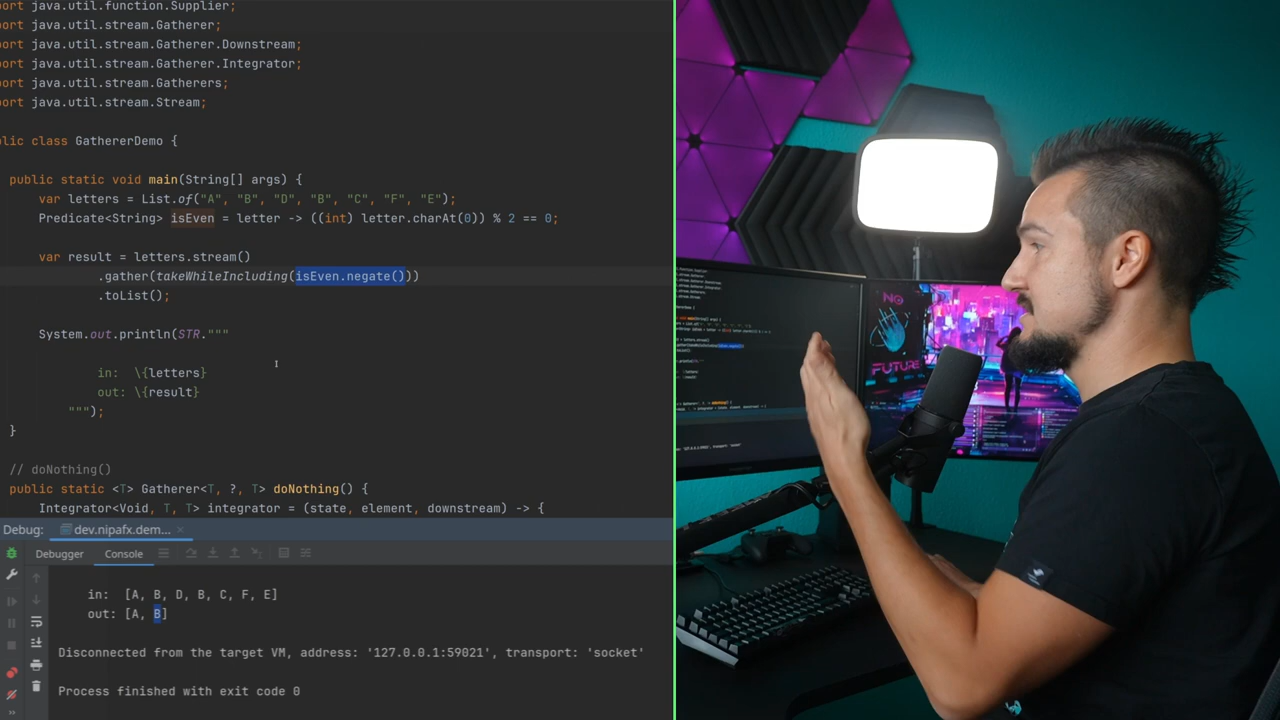 ort java.util.function.Supplier;
ort java.util.stream.Gatherer;
ort java.util.stream.Gatherer.Downstream;
ort java.util.stream.Gatherer.Integrator;
ort java.util.stream.Gatherers;
ort java.util.stream.Stream;
lic class GathererDemo {
public static void main(String[] args) {
var letters = List.of("A", "B", "D", "B", "C", "F", "E");
Predicate<String> isEven = letter -> ((int) letter.charAt(0)) % 2 == 0;
var result = letters.stream()
.gather(takeWhileIncluding(isEven.negate()))
.toList();
System.out.println(STR."""
in: \{letters}
out: \{result}
""");
}
// doNothing()
public static <T> Gatherer<T, ?, T> doNothing() {
Integrator<Void, T, T> integrator = (state, element, downstream) -> {
Debug: dev.nipafx.dem... ×
Debugger Console
in: [A, B, D, B, C, F, E]
out: [A, B]
Disconnected from the target VM, address: '127.0.0.1:59021', transport: 'socket'
Process finished with exit code 0
NO
FUTURE